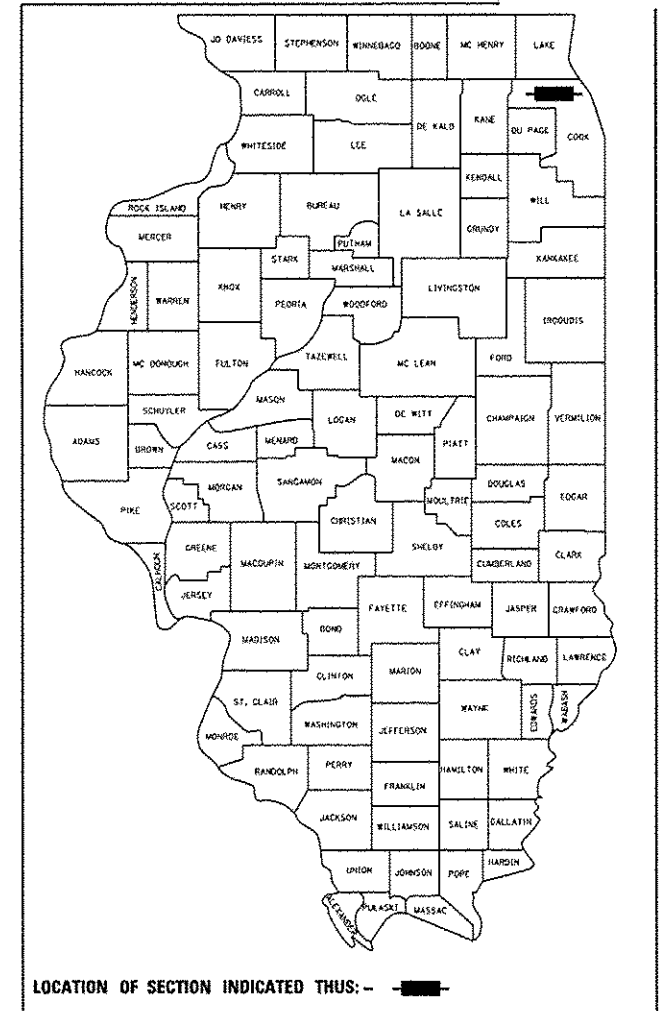 JO DAVIESS STEPHENSON WINNEBAGO BOONE MC HENRY LAKE
CARROLL OGLE DE KALB KANE DU PAGE COOK
WHITESIDE LEE
KENDALL
ROCK ISLAND HENRY BUREAU LA SALLE GRUNDY WILL
MERCER PUTNAM
STARK MARSHALL KANKAKEE
HENDERSON WARREN KNOX PEORIA WOODFORD LIVINGSTON IROQUOIS
HANCOCK MC DONOUGH FULTON TAZEWELL MC LEAN FORD
SCHUYLER MASON DE WITT CHAMPAIGN VERMILION
ADAMS BROWN CASS MENARD LOGAN PIATT
MACON
PIKE SCOTT MORGAN SANGAMON MOULTRIE DOUGLAS EDGAR
CHRISTIAN COLES
CALHOUN GREENE MACOUPIN MONTGOMERY SHELBY CUMBERLAND CLARK
JERSEY FAYETTE EFFINGHAM JASPER CRAWFORD
MADISON BOND
CLAY RICHLAND LAWRENCE
CLINTON MARION
ST. CLAIR WAYNE EDWARDS WABASH
MONROE WASHINGTON JEFFERSON
RANDOLPH PERRY HAMILTON WHITE
FRANKLIN
JACKSON WILLIAMSON SALINE GALLATIN
UNION JOHNSON POPE HARDIN
ALEXANDER PULASKI MASSAC
LOCATION OF SECTION INDICATED THUS: –